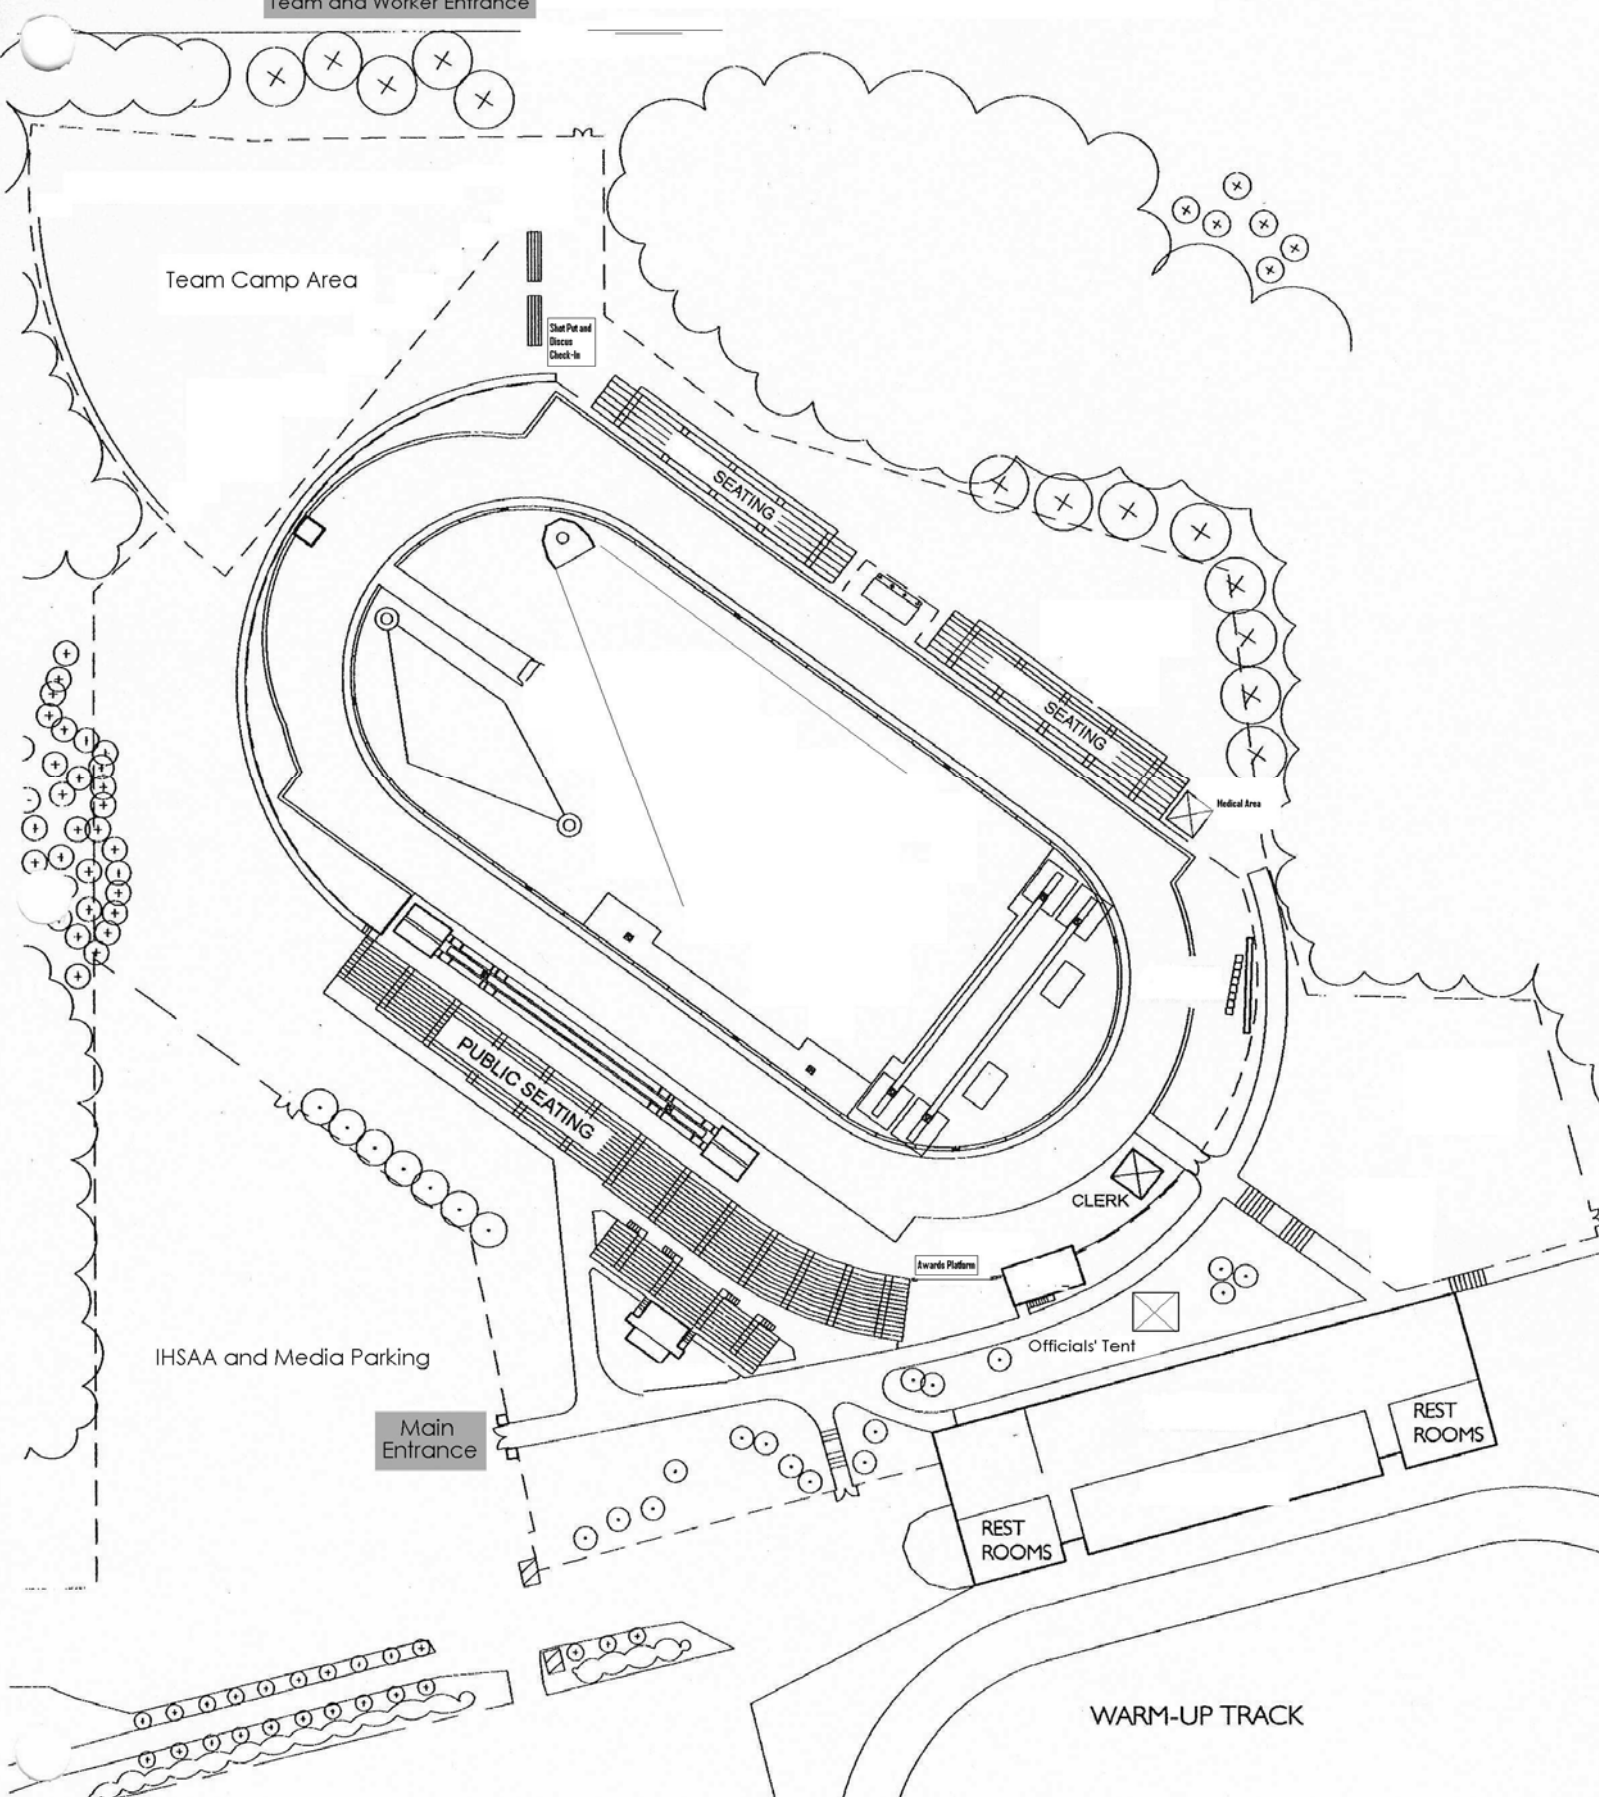 Team and Worker Entrance
Team Camp Area
Shot Put and
Discus
Check-In
SEATING
SEATING
Medical Area
PUBLIC SEATING
CLERK
Awards Platform
Officials' Tent
IHSAA and Media Parking
Main
Entrance
REST
ROOMS
REST
ROOMS
WARM-UP TRACK